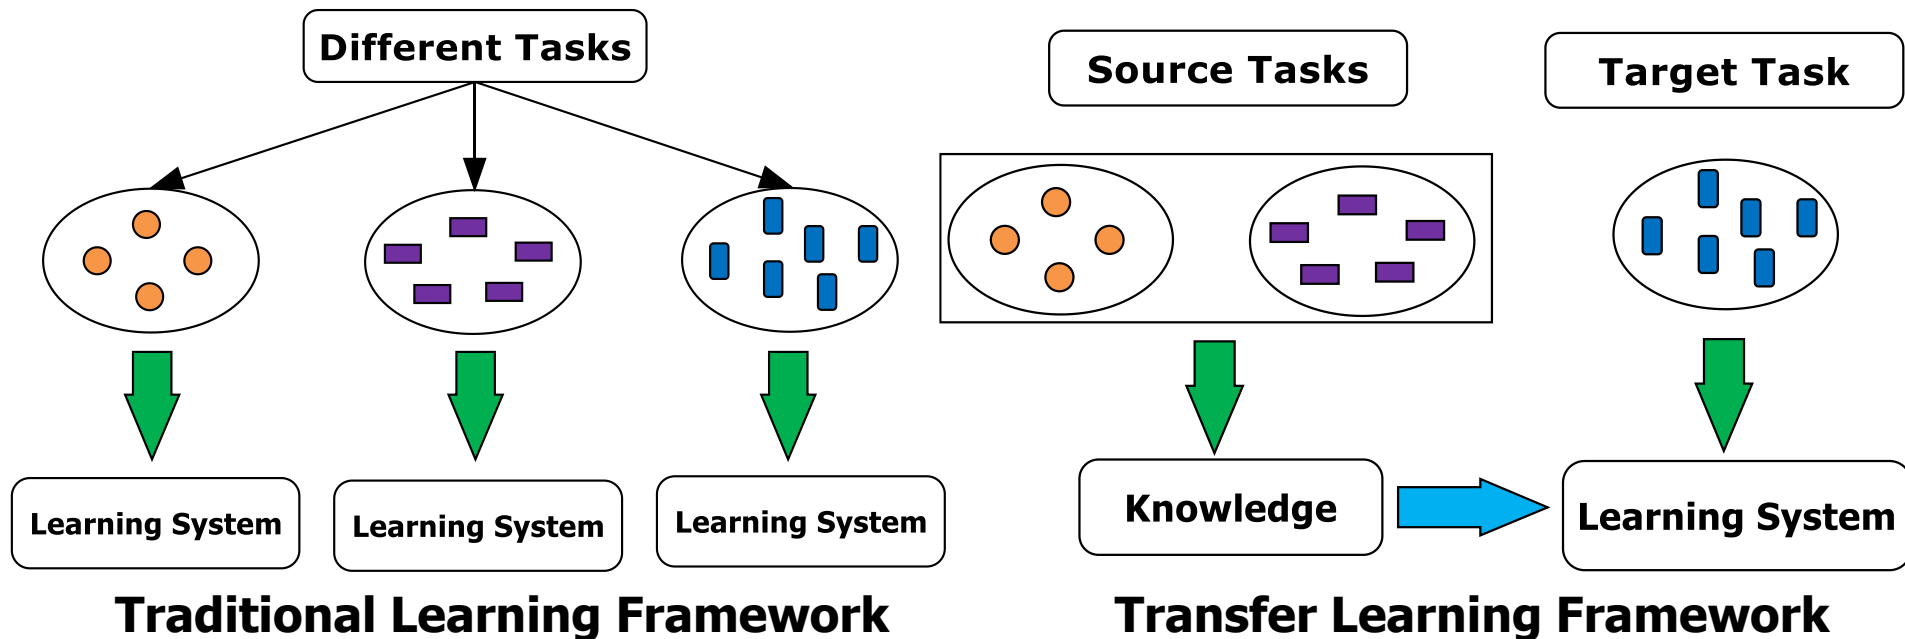 Different Tasks
Source Tasks
Target Task
Learning System
Learning System
Learning System
Knowledge
Learning System
Traditional Learning Framework
Transfer Learning Framework